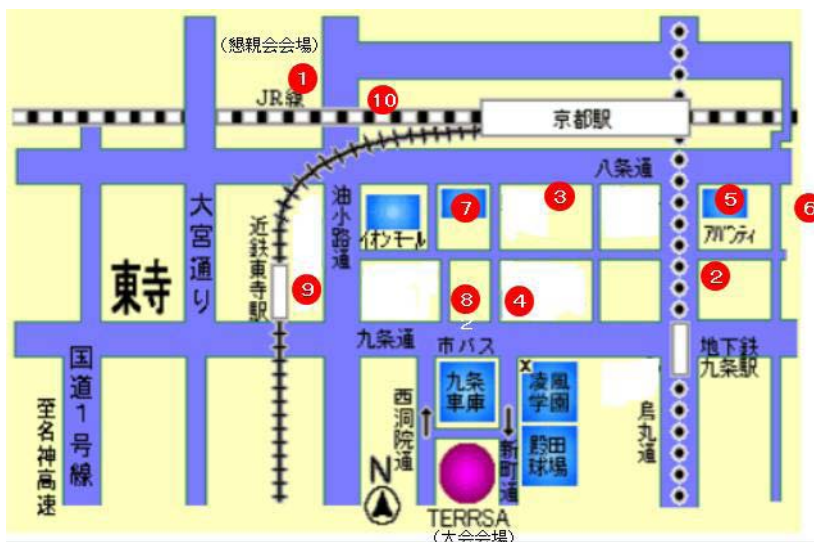 (懇親会会場)
1
JR線
10
京都駅
八条通
油小路通
大宮通り
近鉄東寺駅
イオンモール
7
3
5
6
アバンティ
東寺
9
8
2
4
2
九条通
市バス
地下鉄
九条駅
国道1号線
至名神高速
西洞院通
九条
車庫
X
凌風
学園
殿田
球場
新町通
烏丸通
N
TERRSA
(大会会場)